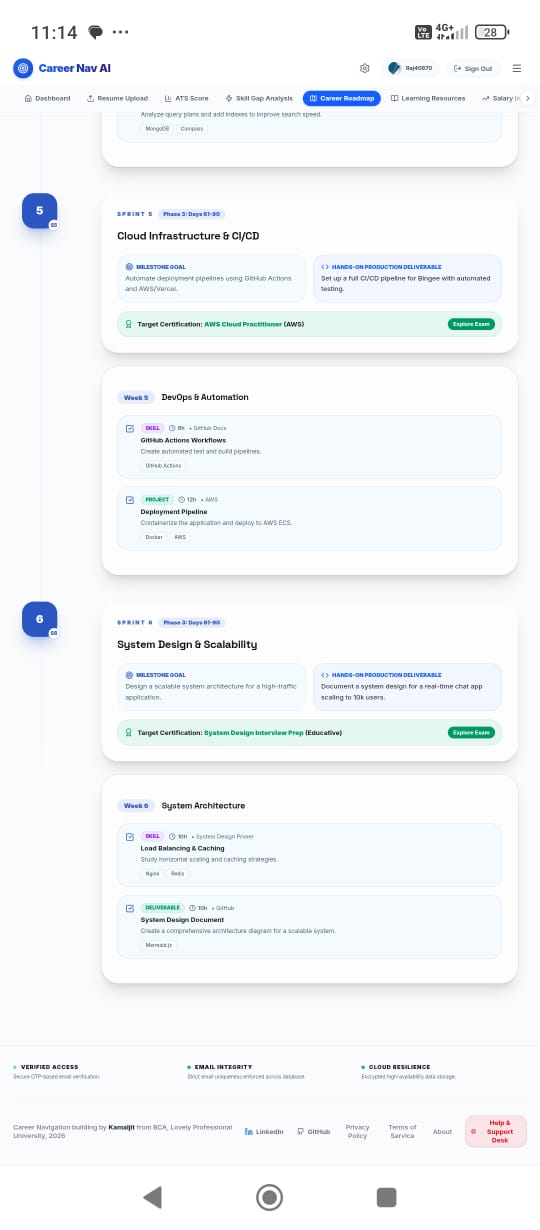 11:14
Vo LTE 4G+ 28
Career Nav AI
Raj40670
Sign Out
Dashboard
Resume Upload
ATS Score
Skill Gap Analysis
Career Roadmap
Learning Resources
Salary In
Analyze query plans and add indexes to improve search speed.
MongoDB
Compass
5
S5
SPRINT 5
Phase 3: Days 61-90
Cloud Infrastructure & CI/CD
MILESTONE GOAL
Automate deployment pipelines using GitHub Actions
and AWS/Vercel.
HANDS-ON PRODUCTION DELIVERABLE
Set up a full CI/CD pipeline for Bingee with automated
testing.
Target Certification: AWS Cloud Practitioner (AWS)
Explore Exam
Week 5
DevOps & Automation
SKILL 8h • GitHub Docs
GitHub Actions Workflows
Create automated test and build pipelines.
GitHub Actions
PROJECT 12h • AWS
Deployment Pipeline
Containerize the application and deploy to AWS ECS.
Docker
AWS
6
S6
SPRINT 6
Phase 3: Days 61-90
System Design & Scalability
MILESTONE GOAL
Design a scalable system architecture for a high-traffic
application.
HANDS-ON PRODUCTION DELIVERABLE
Document a system design for a real-time chat app
scaling to 10k users.
Target Certification: System Design Interview Prep (Educative)
Explore Exam
Week 6
System Architecture
SKILL 10h • System Design Primer
Load Balancing & Caching
Study horizontal scaling and caching strategies.
Nginx
Redis
DELIVERABLE 10h • GitHub
System Design Document
Create a comprehensive architecture diagram for a scalable system.
Mermaid.js
VERIFIED ACCESS
Secure OTP-based email verification.
EMAIL INTEGRITY
Strict email uniqueness enforced across database.
CLOUD RESILIENCE
Encrypted high-availability data storage.
Career Navigation building by Kamaljit from BCA, Lovely Professional
University, 2026
LinkedIn
GitHub
Privacy
Policy
Terms of
Service
About
Help &
Support
Desk